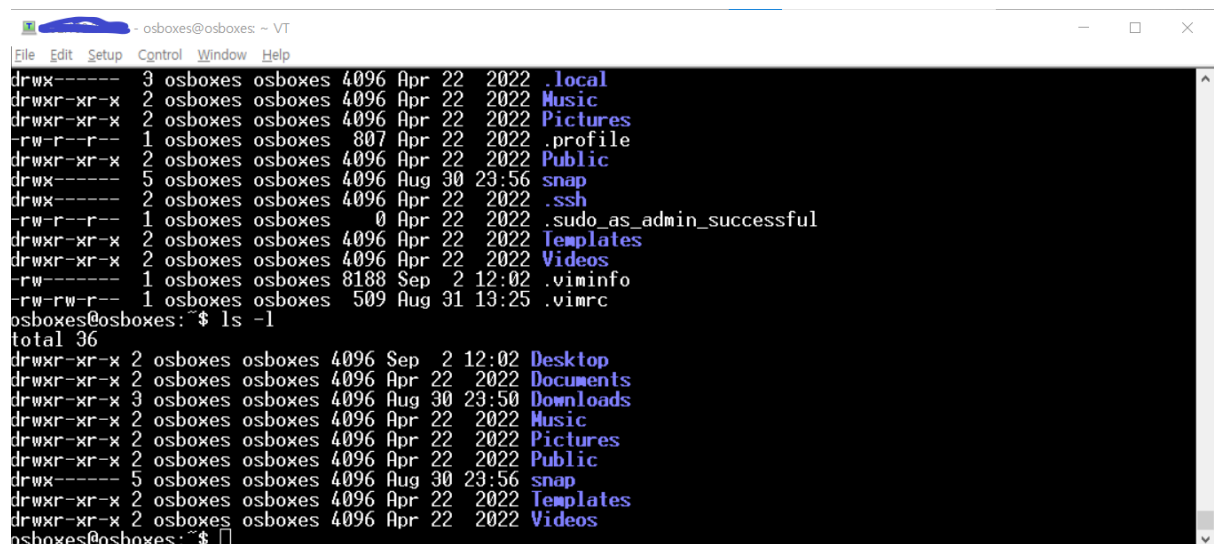 - osboxes@osboxes: ~ VT
File Edit Setup Control Window Help
drwx------  3 osboxes osboxes 4096 Apr 22  2022 .local
drwxr-xr-x  2 osboxes osboxes 4096 Apr 22  2022 Music
drwxr-xr-x  2 osboxes osboxes 4096 Apr 22  2022 Pictures
-rw-r--r--  1 osboxes osboxes  807 Apr 22  2022 .profile
drwxr-xr-x  2 osboxes osboxes 4096 Apr 22  2022 Public
drwx------  5 osboxes osboxes 4096 Aug 30 23:56 snap
drwx------  2 osboxes osboxes 4096 Apr 22  2022 .ssh
-rw-r--r--  1 osboxes osboxes    0 Apr 22  2022 .sudo_as_admin_successful
drwxr-xr-x  2 osboxes osboxes 4096 Apr 22  2022 Templates
drwxr-xr-x  2 osboxes osboxes 4096 Apr 22  2022 Videos
-rw-------  1 osboxes osboxes 8188 Sep  2 12:02 .viminfo
-rw-rw-r--  1 osboxes osboxes  509 Aug 31 13:25 .vimrc
osboxes@osboxes:~$ ls -l
total 36
drwxr-xr-x 2 osboxes osboxes 4096 Sep  2 12:02 Desktop
drwxr-xr-x 2 osboxes osboxes 4096 Apr 22  2022 Documents
drwxr-xr-x 3 osboxes osboxes 4096 Aug 30 23:50 Downloads
drwxr-xr-x 2 osboxes osboxes 4096 Apr 22  2022 Music
drwxr-xr-x 2 osboxes osboxes 4096 Apr 22  2022 Pictures
drwxr-xr-x 2 osboxes osboxes 4096 Apr 22  2022 Public
drwx------ 5 osboxes osboxes 4096 Aug 30 23:56 snap
drwxr-xr-x 2 osboxes osboxes 4096 Apr 22  2022 Templates
drwxr-xr-x 2 osboxes osboxes 4096 Apr 22  2022 Videos
osboxes@osboxes:~$